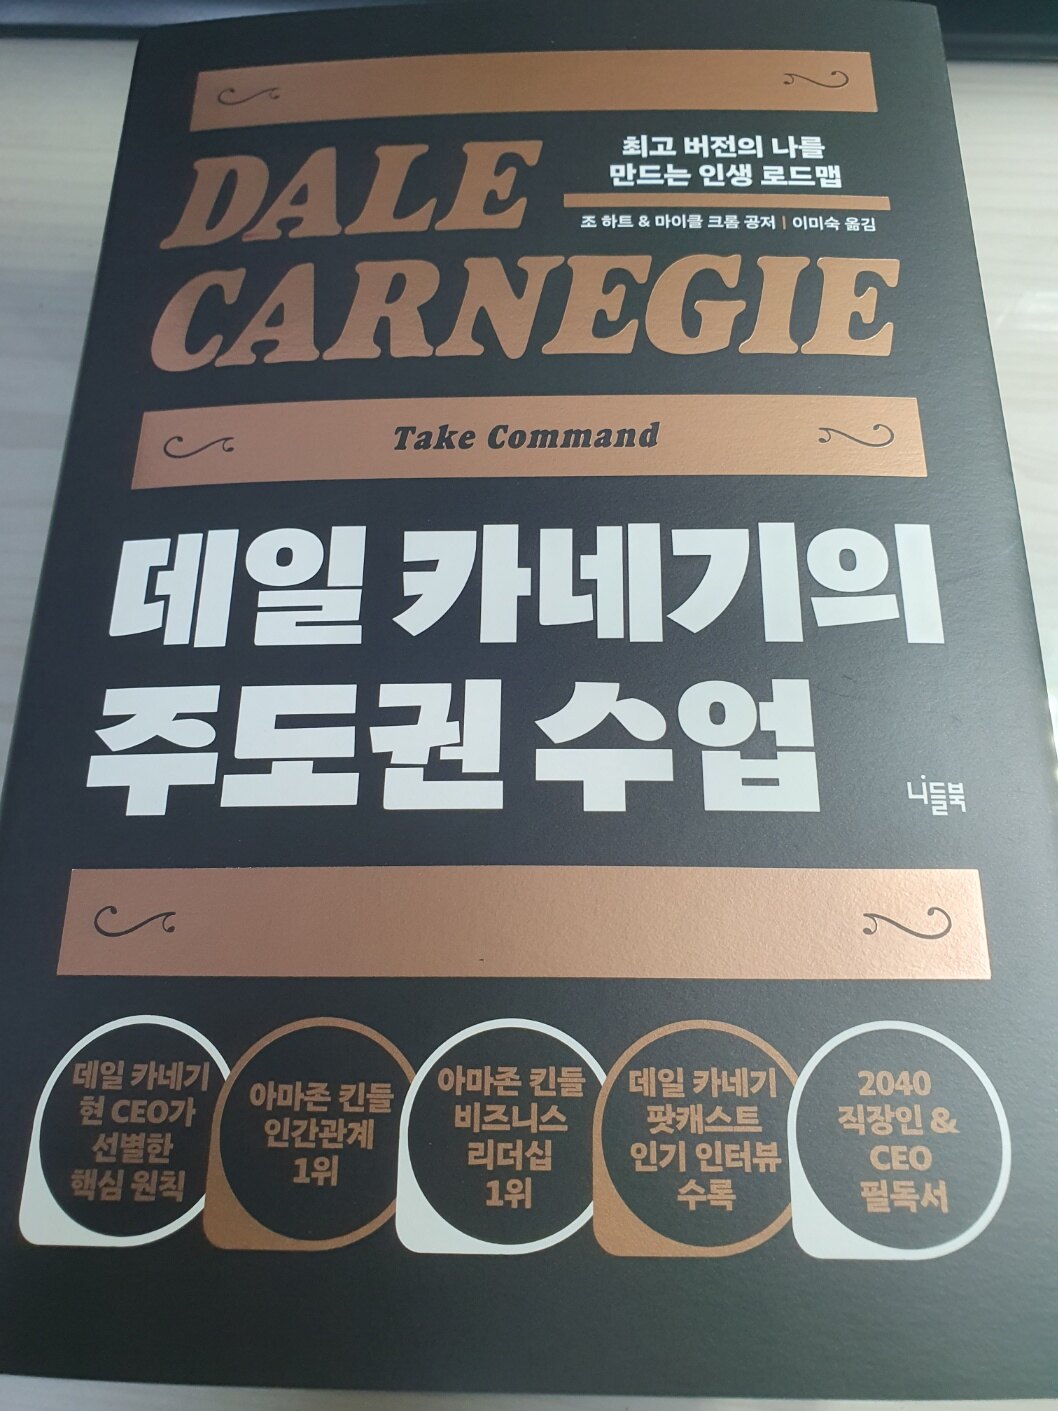 DALE
최고 버전의 나를
만드는 인생 로드맵
조 하트 & 마이클 크롬 공저 | 이미숙 옮김
CARNEGIE
Take Command
데일 카네기의
주도권 수업
니들북
데일 카네기
현 CEO가
선별한
핵심 원칙
아마존 킨들
인간관계
1위
아마존 킨들
비즈니스
리더십
1위
데일 카네기
팟캐스트
인기 인터뷰
수록
2040
직장인 &
CEO
필독서